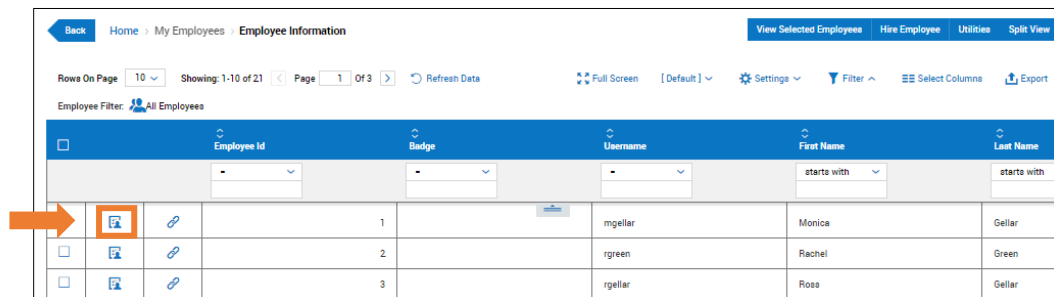 Back Home > My Employees > Employee Information View Selected Employees Hire Employee Utilities Split View
Rows On Page 10 Showing: 1-10 of 21 < Page 1 Of 3 > Refresh Data Full Screen [ Default ] Settings Filter Select Columns Export
Employee Filter: All Employees
Employee Id Badge Username First Name Last Name
= = = starts with starts with
1 mgellar Monica Gellar
2 rgreen Rachel Green
3 rgellar Ross Gellar